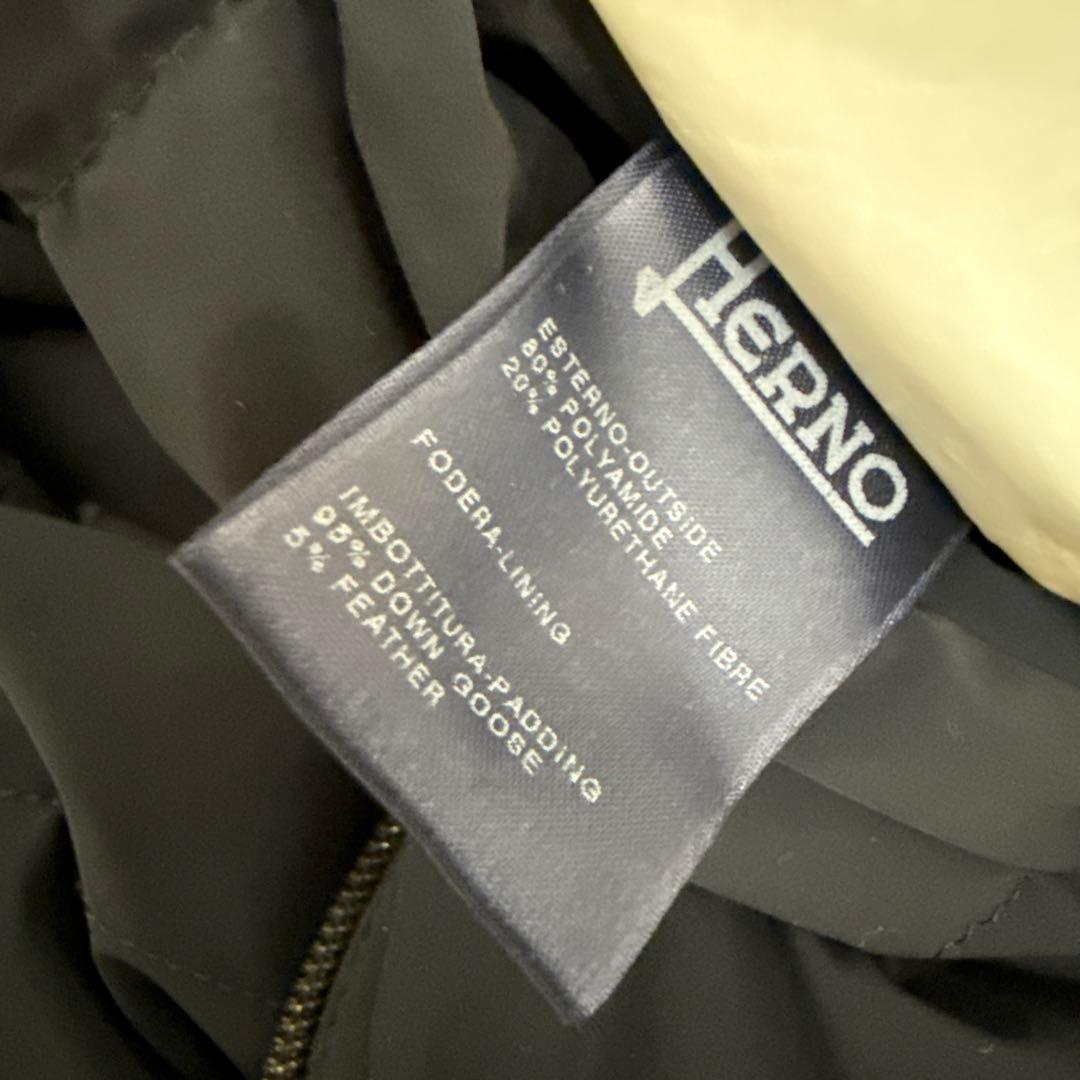 HERNO
ESTERNO-OUTSIDE
80% POLYAMIDE
20% POLYURETHANE FIBRE
FODERA-LINING
IMBOTTITURA-PADDING
95% DOWN GOOSE
5% FEATHER